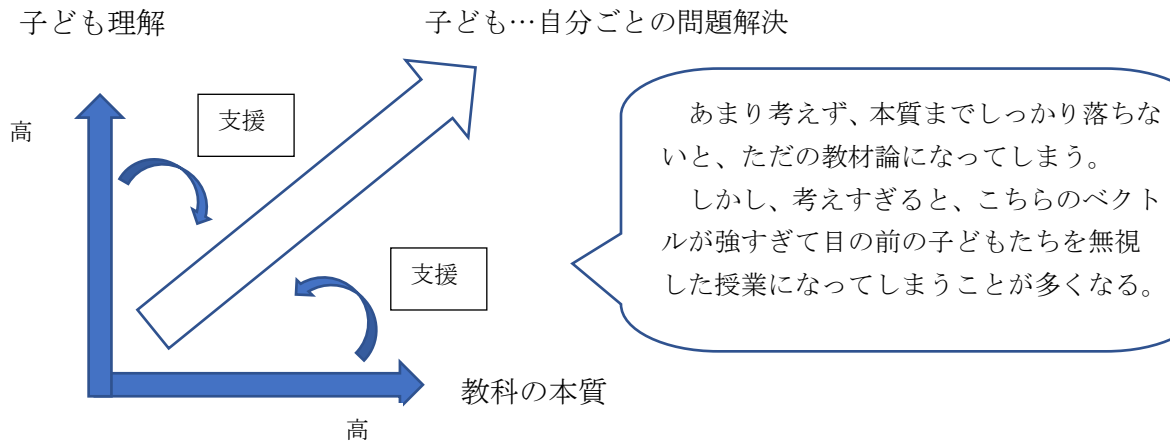 子ども理解
子ども…自分ごとの問題解決
高
支援
支援
教科の本質
高
あまり考えず、本質までしっかり落ちな
いと、ただの教材論になってしまう。
しかし、考えすぎると、こちらのベクト
ルが強すぎて目の前の子どもたちを無視
した授業になってしまうことが多くなる。